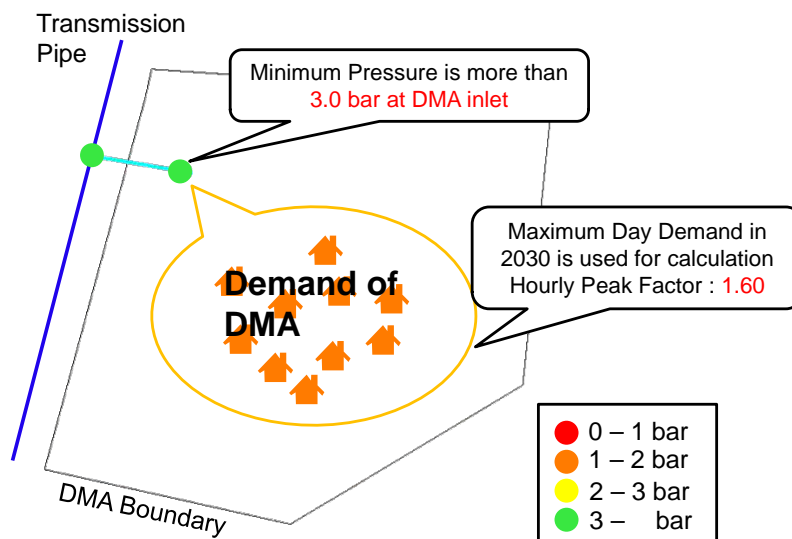 Transmission
Pipe
Minimum Pressure is more than
3.0 bar at DMA inlet
Maximum Day Demand in
2030 is used for calculation
Hourly Peak Factor : 1.60
Demand of
DMA
0 – 1 bar
1 – 2 bar
2 – 3 bar
3 – bar
DMA Boundary